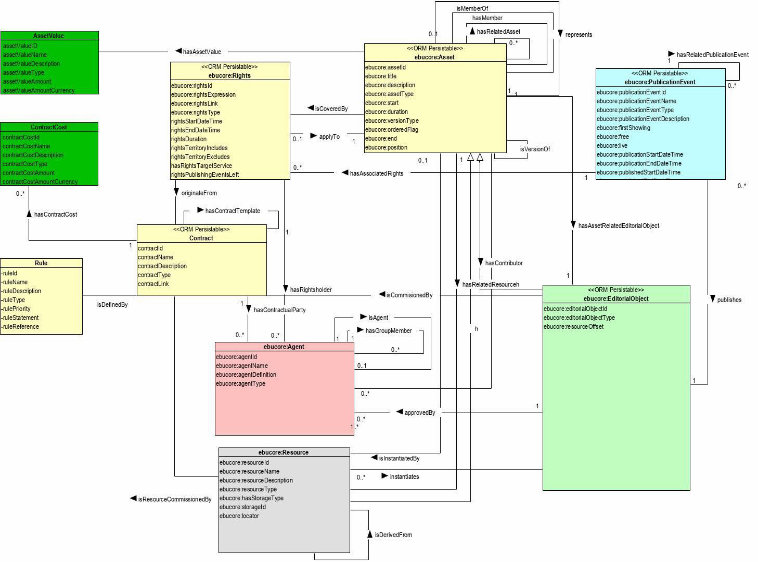 AssetValue
assetValueID
assetValueName
assetValueDescription
assetValueType
assetValueAmount
assetValueAmountCurrency
ContractCost
contractCostId
contractCostName
contractCostDescription
contractCostType
contractCostAmount
contractCostAmountCurrency
0..*
hasContractCost
1
Rule
-ruleId
-ruleName
-ruleDescription
-ruleType
-rulePriority
-ruleStatement
-ruleReference
isDefinedBy
hasAssetValue
<<ORM Persistable>>
ebucore:Rights
ebucore:rightsId
ebucore:rightsExpression
ebucore:rightsLink
ebucore:rightsType
rightsStartDateTime
rightsEndDateTime
rightsDuration
rightsTerritoryIncludes
rightsTerritoryExcludes
hasRightsTargetService
rightsPublishingEventsLeft
isCoveredBy
applyTo
0..*
0..*
hasAssociatedRights
originateFrom
hasContractTemplate
<<ORM Persistable>>
Contract
contractId
contractName
contractDescription
contractType
contractLink
1
hasContractualParty
0..*
1
hasRightsholder
0..*
<<ORM Persistable>>
ebucore:Asset
ebucore:assetId
ebucore:title
ebucore:description
ebucore:assetType
ebucore:start
ebucore:duration
ebucore:versionType
ebucore:orderedFlag
ebucore:end
ebucore:position
0..1
isMemberOf
hasMember
hasRelatedAsset
0..*
represents
1
1
isVersionOf
1
hasRelatedPublicationEvent
1
0..*
<<ORM Persistable>>
ebucore:PublicationEvent
ebucore:publicationEventId
ebucore:publicationEventName
ebucore:publicationEventType
ebucore:publicationEventDescription
ebucore:firstShowing
ebucore:free
ebucore:live
ebucore:publicationStartDateTime
ebucore:publicationEndDateTime
ebucore:publishedStartDateTime
1
0..*
publishes
1
hasAssetRelatedEditorialObject
1
hasContributor
hasRelatedResourceh
h
isCommissionedBy
<<ORM Persistable>>
ebucore:EditorialObject
ebucore:editorialObjectId
ebucore:editorialObjectType
ebucore:resourceOffset
ebucore:Agent
ebucore:agentId
ebucore:agentName
ebucore:agentDefinition
ebucore:agentType
isAgent
1
1
hasGroupMember
0..*
0..1
0..*
0..*
approvedBy
1
1..*
ebucore:Resource
ebucore:resourceId
ebucore:resourceName
ebucore:resourceDescription
ebucore:resourceType
ebucore:hasStorageType
ebucore:storageId
ebucore:locator
isInstantiatedBy
0..*
Instantiates
isResourceCommissionedBy
isDerivedFrom